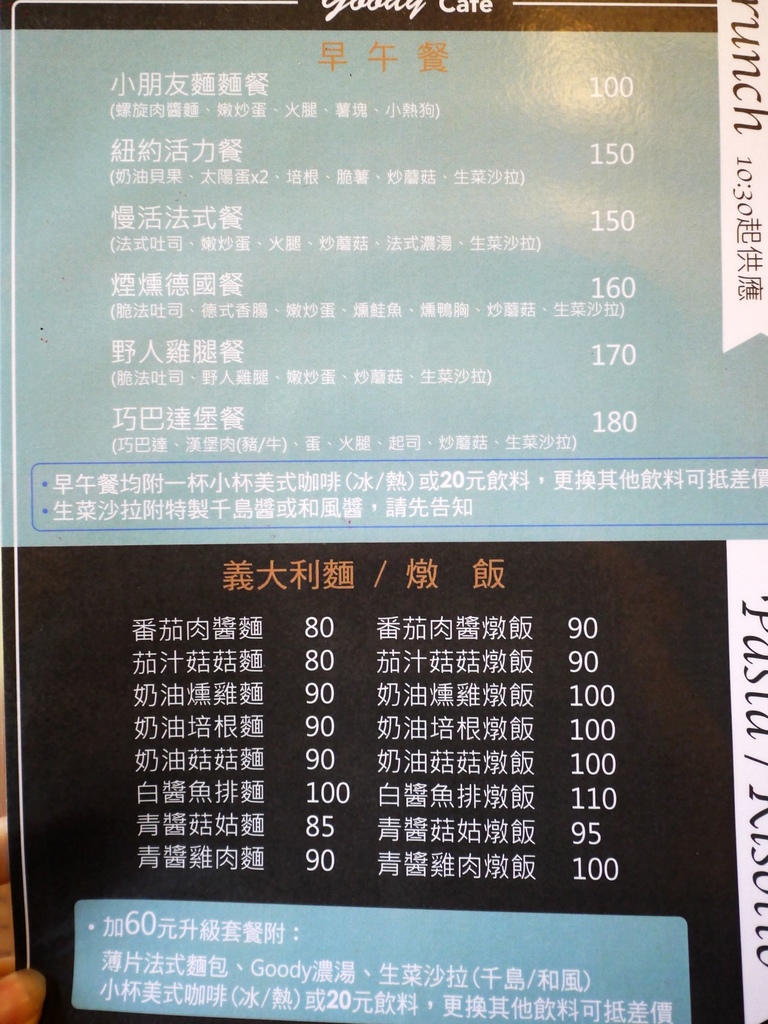 Goody Cafe
早午餐
runch 10:30起供應
小朋友麵麵餐 100
(螺旋肉醬麵、嫩炒蛋、火腿、薯塊、小熱狗)
紐約活力餐 150
(奶油貝果、太陽蛋x2、培根、脆薯、炒蘑菇、生菜沙拉)
慢活法式餐 150
(法式吐司、嫩炒蛋、火腿、炒蘑菇、法式濃湯、生菜沙拉)
煙燻德國餐 160
(脆法吐司、德式香腸、嫩炒蛋、燻鮭魚、燻鴨胸、炒蘑菇、生菜沙拉)
野人雞腿餐 170
(脆法吐司、野人雞腿、嫩炒蛋、炒蘑菇、生菜沙拉)
巧巴達堡餐 180
(巧巴達、漢堡肉(豬/牛)、蛋、火腿、起司、炒蘑菇、生菜沙拉)
•早午餐均附一杯小杯美式咖啡(冰/熱)或20元飲料，更換其他飲料可抵差價
•生菜沙拉附特製千島醬或和風醬，請先告知
義大利麵 / 燉 飯
Pasta / Risotto
番茄肉醬麵 80 番茄肉醬燉飯 90
茄汁菇菇麵 80 茄汁菇菇燉飯 90
奶油燻雞麵 90 奶油燻雞燉飯 100
奶油培根麵 90 奶油培根燉飯 100
奶油菇菇麵 90 奶油菇菇燉飯 100
白醬魚排麵 100 白醬魚排燉飯 110
青醬菇姑麵 85 青醬菇姑燉飯 95
青醬雞肉麵 90 青醬雞肉燉飯 100
•加60元升級套餐附：
薄片法式麵包、Goody濃湯、生菜沙拉(千島/和風)
小杯美式咖啡(冰/熱)或20元飲料，更換其他飲料可抵差價